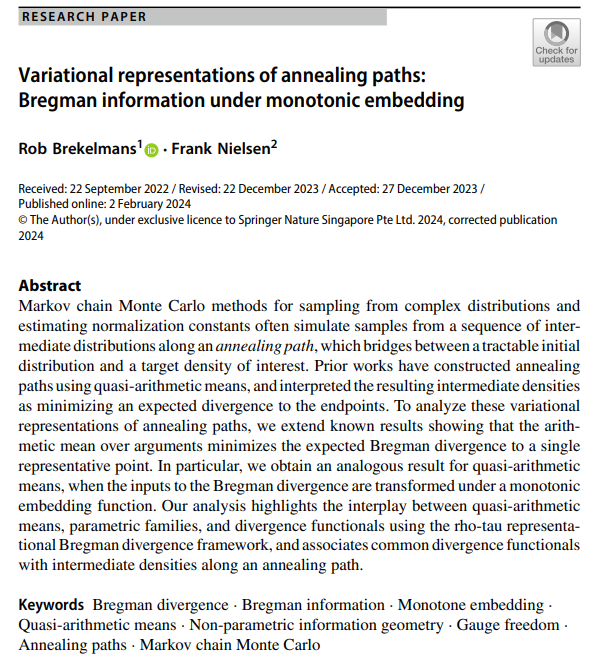 RESEARCH PAPER
Check for
updates
Variational representations of annealing paths:
Bregman information under monotonic embedding
Rob Brekelmans¹ iD · Frank Nielsen²
Received: 22 September 2022 / Revised: 22 December 2023 / Accepted: 27 December 2023 /
Published online: 2 February 2024
© The Author(s), under exclusive licence to Springer Nature Singapore Pte Ltd. 2024, corrected publication
2024
Abstract
Markov chain Monte Carlo methods for sampling from complex distributions and
estimating normalization constants often simulate samples from a sequence of inter-
mediate distributions along an annealing path, which bridges between a tractable initial
distribution and a target density of interest. Prior works have constructed annealing
paths using quasi-arithmetic means, and interpreted the resulting intermediate densities
as minimizing an expected divergence to the endpoints. To analyze these variational
representations of annealing paths, we extend known results showing that the arith-
metic mean over arguments minimizes the expected Bregman divergence to a single
representative point. In particular, we obtain an analogous result for quasi-arithmetic
means, when the inputs to the Bregman divergence are transformed under a monotonic
embedding function. Our analysis highlights the interplay between quasi-arithmetic
means, parametric families, and divergence functionals using the rho-tau representa-
tional Bregman divergence framework, and associates common divergence functionals
with intermediate densities along an annealing path.
Keywords Bregman divergence · Bregman information · Monotone embedding ·
Quasi-arithmetic means · Non-parametric information geometry · Gauge freedom ·
Annealing paths · Markov chain Monte Carlo